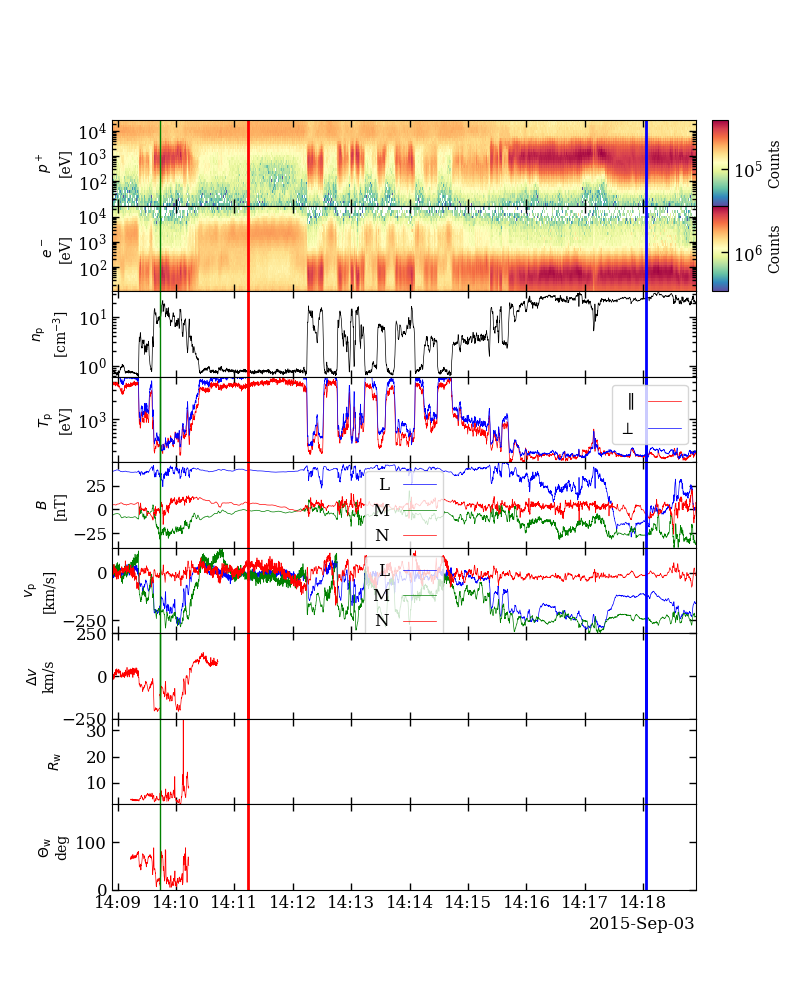 10⁴
10³
10²
p⁺
[eV]
10⁵
Counts
10⁴
10³
10²
e⁻
[eV]
10⁶
Counts
10¹
10⁰
nₚ
[cm⁻³]
10³
Tₚ
[eV]
∥
⊥
25
0
−25
B
[nT]
L
M
N
0
−250
vₚ
[km/s]
L
M
N
250
0
−250
Δv
km/s
30
20
10
R_w
100
0
Θ_w
deg
14:09 14:10 14:11 14:12 14:13 14:14 14:15 14:16 14:17 14:18
2015-Sep-03